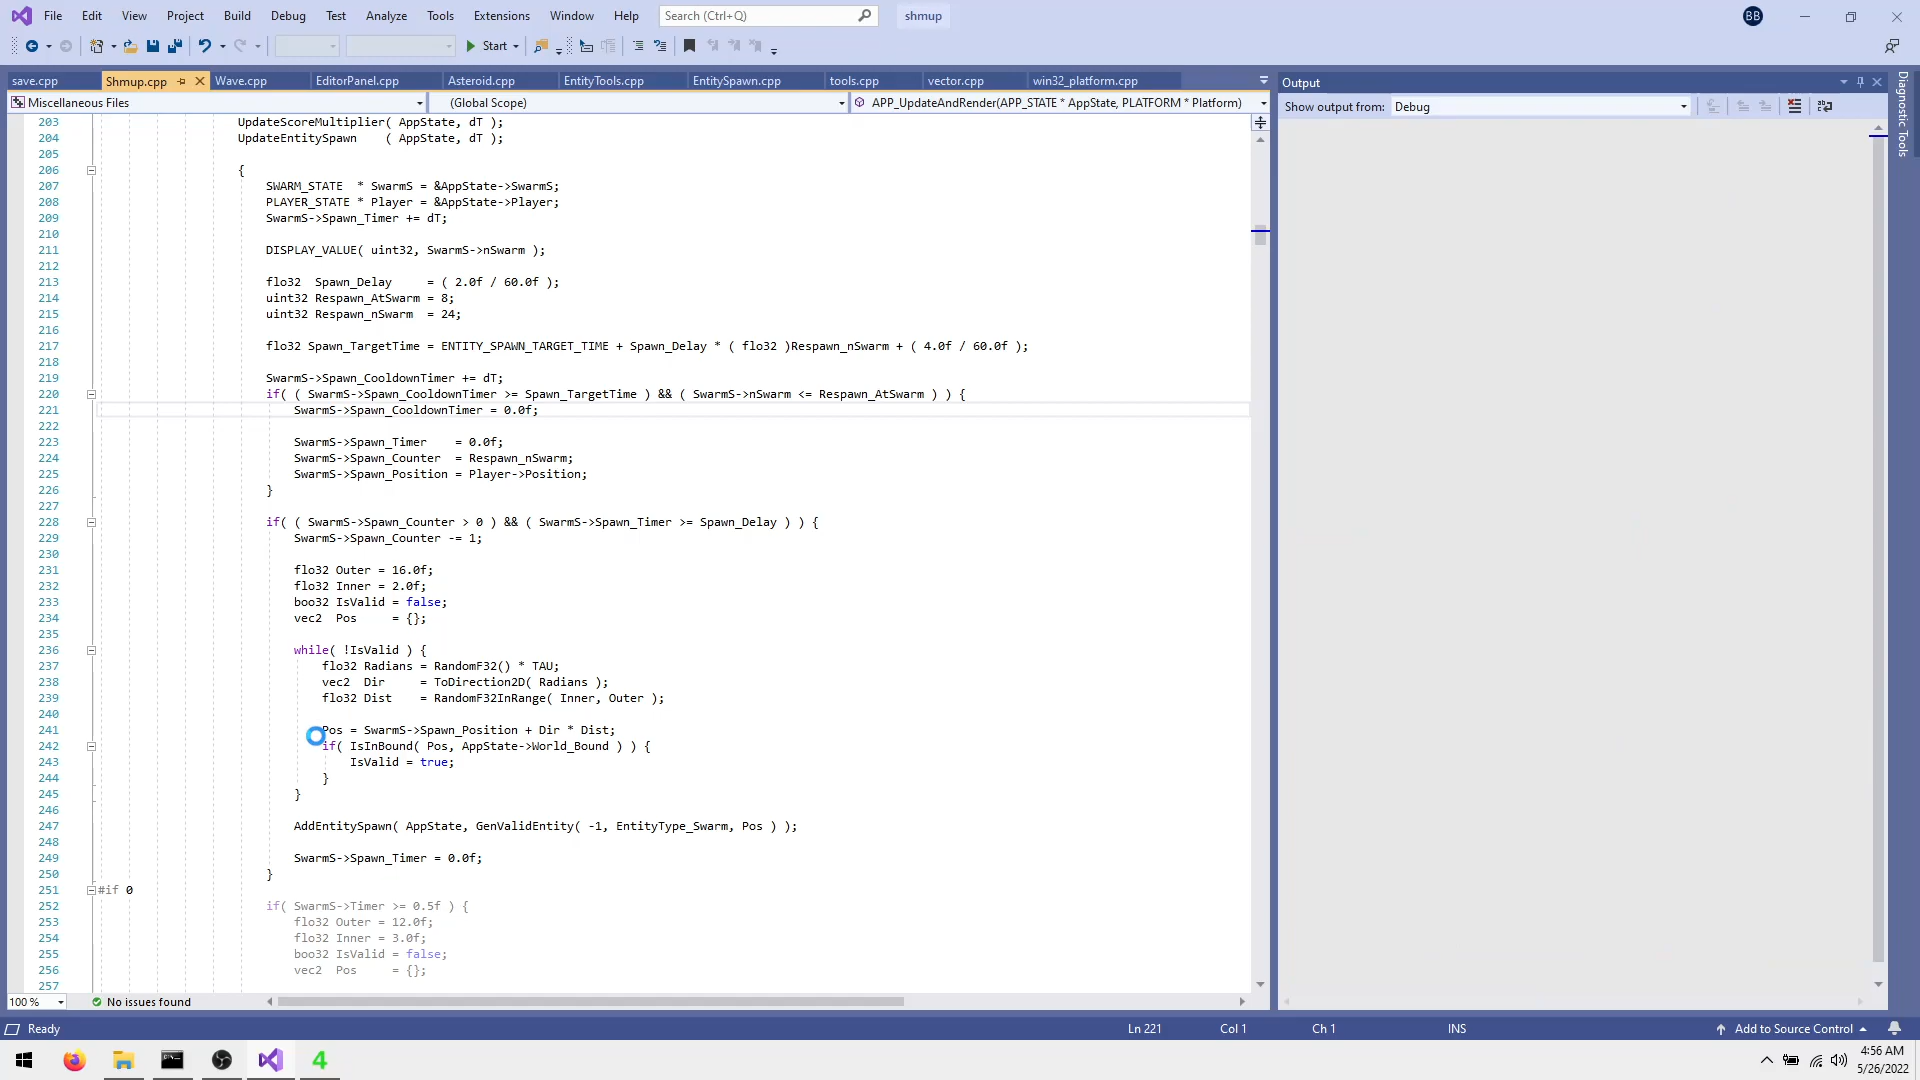 File Edit View Project Build Debug Test Analyze Tools Extensions Window Help Search (Ctrl+Q) shmup BB
Start
save.cpp Shmup.cpp Wave.cpp EditorPanel.cpp Asteroid.cpp EntityTools.cpp EntitySpawn.cpp tools.cpp vector.cpp win32_platform.cpp Output
Miscellaneous Files (Global Scope) APP_UpdateAndRender(APP_STATE * AppState, PLATFORM * Platform) Show output from: Debug
Diagnostic Tools
203 UpdateScoreMultiplier( AppState, dT );
204 UpdateEntitySpawn    ( AppState, dT );
205
206 {
207 SWARM_STATE  * SwarmS = &AppState->SwarmS;
208 PLAYER_STATE * Player = &AppState->Player;
209 SwarmS->Spawn_Timer += dT;
210
211 DISPLAY_VALUE( uint32, SwarmS->nSwarm );
212
213 flo32  Spawn_Delay     = ( 2.0f / 60.0f );
214 uint32 Respawn_AtSwarm = 8;
215 uint32 Respawn_nSwarm  = 24;
216
217 flo32 Spawn_TargetTime = ENTITY_SPAWN_TARGET_TIME + Spawn_Delay * ( flo32 )Respawn_nSwarm + ( 4.0f / 60.0f );
218
219 SwarmS->Spawn_CooldownTimer += dT;
220 if( ( SwarmS->Spawn_CooldownTimer >= Spawn_TargetTime ) && ( SwarmS->nSwarm <= Respawn_AtSwarm ) ) {
221 SwarmS->Spawn_CooldownTimer = 0.0f;
222
223 SwarmS->Spawn_Timer    = 0.0f;
224 SwarmS->Spawn_Counter  = Respawn_nSwarm;
225 SwarmS->Spawn_Position = Player->Position;
226 }
227
228 if( ( SwarmS->Spawn_Counter > 0 ) && ( SwarmS->Spawn_Timer >= Spawn_Delay ) ) {
229 SwarmS->Spawn_Counter -= 1;
230
231 flo32 Outer = 16.0f;
232 flo32 Inner = 2.0f;
233 boo32 IsValid = false;
234 vec2  Pos     = {};
235
236 while( !IsValid ) {
237 flo32 Radians = RandomF32() * TAU;
238 vec2  Dir     = ToDirection2D( Radians );
239 flo32 Dist    = RandomF32InRange( Inner, Outer );
240
241 Pos = SwarmS->Spawn_Position + Dir * Dist;
242 if( IsInBound( Pos, AppState->World_Bound ) ) {
243 IsValid = true;
244 }
245 }
246
247 AddEntitySpawn( AppState, GenValidEntity( -1, EntityType_Swarm, Pos ) );
248
249 SwarmS->Spawn_Timer = 0.0f;
250 }
251 #if 0
252 if( SwarmS->Timer >= 0.5f ) {
253 flo32 Outer = 12.0f;
254 flo32 Inner = 3.0f;
255 boo32 IsValid = false;
256 vec2  Pos     = {};
257
100 % No issues found
Ready Ln 221 Col 1 Ch 1 INS Add to Source Control
4 4:56 AM
5/26/2022